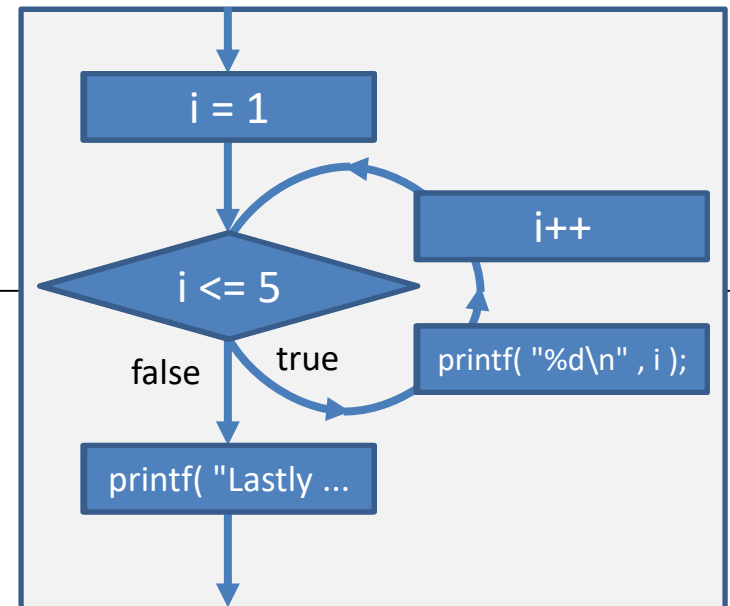 i = 1
i++
i <= 5
printf( "%d\n" , i );
true
false
printf( "Lastly ...